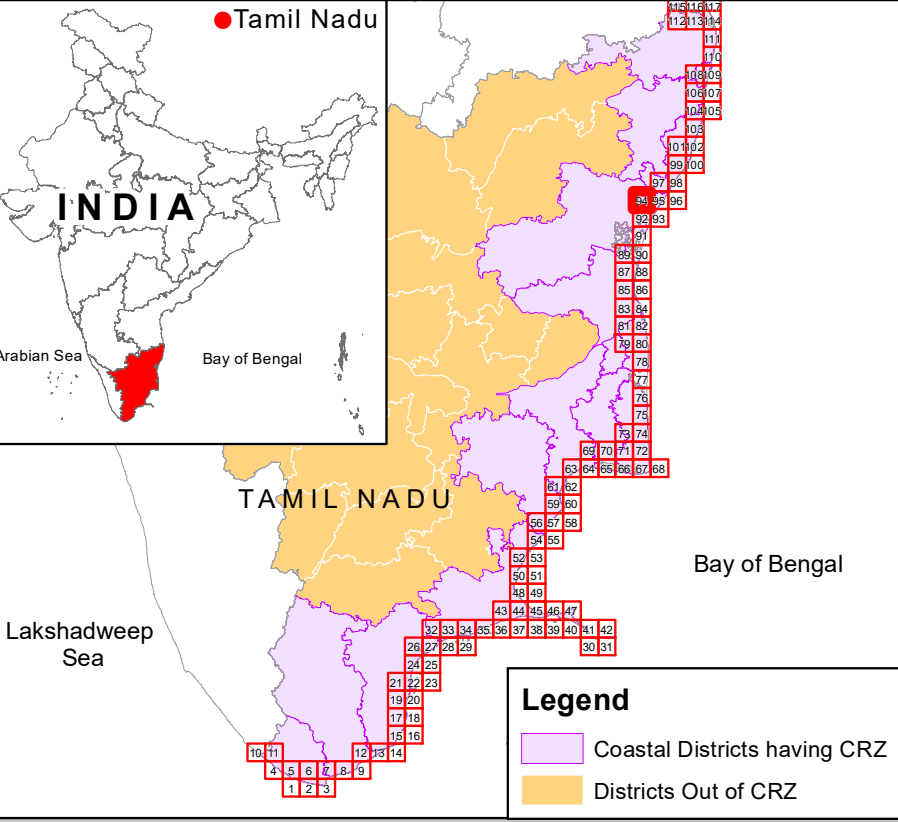 Tamil Nadu
INDIA
Arabian Sea
Bay of Bengal
115 116 117
112 113 114
111
110
108 109
106 107
104 105
103
101 102
99 100
97 98
94 95 96
92 93
91
89 90
87 88
85 86
83 84
81 82
79 80
78
77
76
75
73 74
69 70 71 72
63 64 65 66 67 68
61 62
59 60
56 57 58
54 55
52 53
50 51
48 49
43 44 45 46 47
32 33 34 35 36 37 38 39 40 41 42
26 27 28 29 30 31
24 25
21 22 23
19 20
17 18
15 16
10 11 12 13 14
4 5 6 7 8 9
1 2 3
TAMIL NADU
Bay of Bengal
Lakshadweep
Sea
Legend
Coastal Districts having CRZ
Districts Out of CRZ